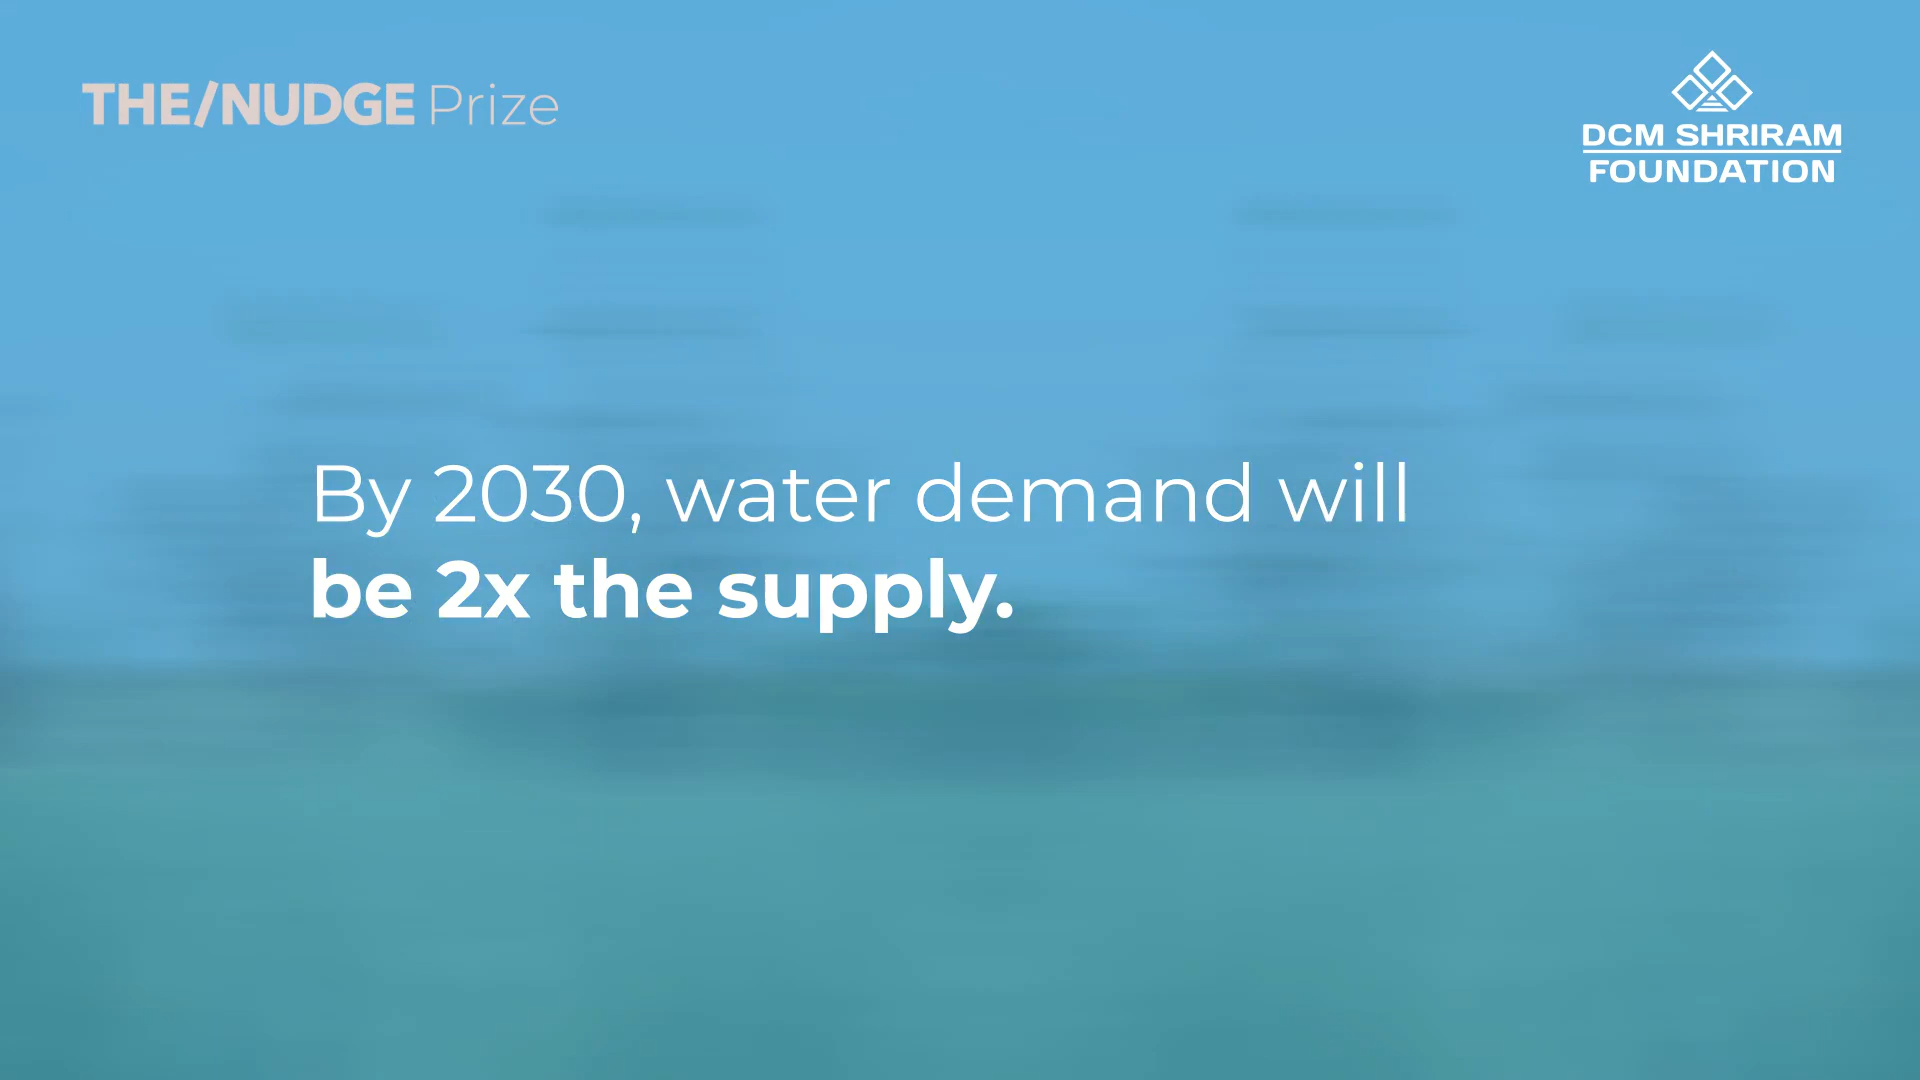 THE/NUDGE Prize
DCM SHRIRAM
FOUNDATION
By 2030, water demand will
be 2x the supply.